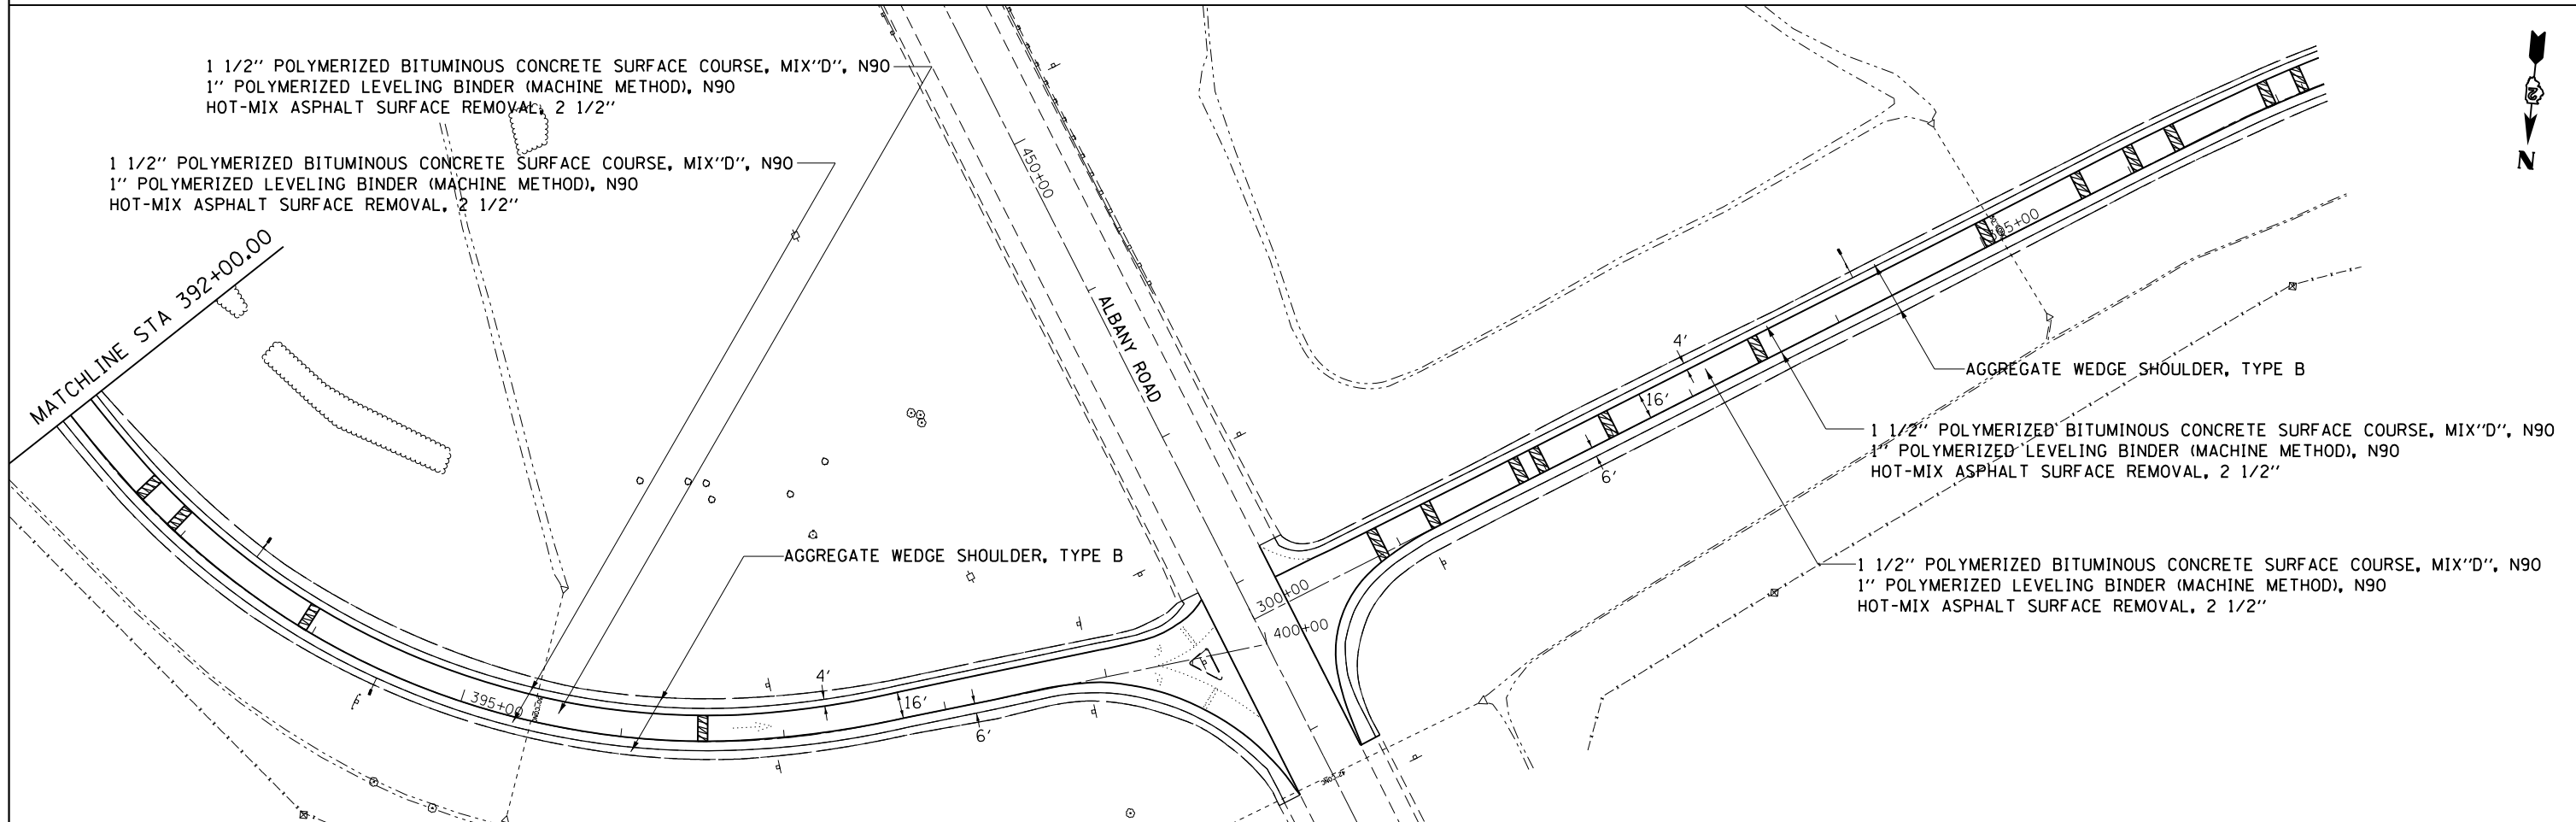 1 1/2" POLYMERIZED BITUMINOUS CONCRETE SURFACE COURSE, MIX"D", N90
1" POLYMERIZED LEVELING BINDER (MACHINE METHOD), N90
HOT-MIX ASPHALT SURFACE REMOVAL, 2 1/2"
1 1/2" POLYMERIZED BITUMINOUS CONCRETE SURFACE COURSE, MIX"D", N90
1" POLYMERIZED LEVELING BINDER (MACHINE METHOD), N90
HOT-MIX ASPHALT SURFACE REMOVAL, 2 1/2"
MATCHLINE STA 392+00.00
450+00
ALBANY ROAD
N
4'
16'
6'
AGGREGATE WEDGE SHOULDER, TYPE B
1 1/2" POLYMERIZED BITUMINOUS CONCRETE SURFACE COURSE, MIX"D", N90
1" POLYMERIZED LEVELING BINDER (MACHINE METHOD), N90
HOT-MIX ASPHALT SURFACE REMOVAL, 2 1/2"
AGGREGATE WEDGE SHOULDER, TYPE B
300+00
400+00
1 1/2" POLYMERIZED BITUMINOUS CONCRETE SURFACE COURSE, MIX"D", N90
1" POLYMERIZED LEVELING BINDER (MACHINE METHOD), N90
HOT-MIX ASPHALT SURFACE REMOVAL, 2 1/2"
395+00
4'
16'
6'